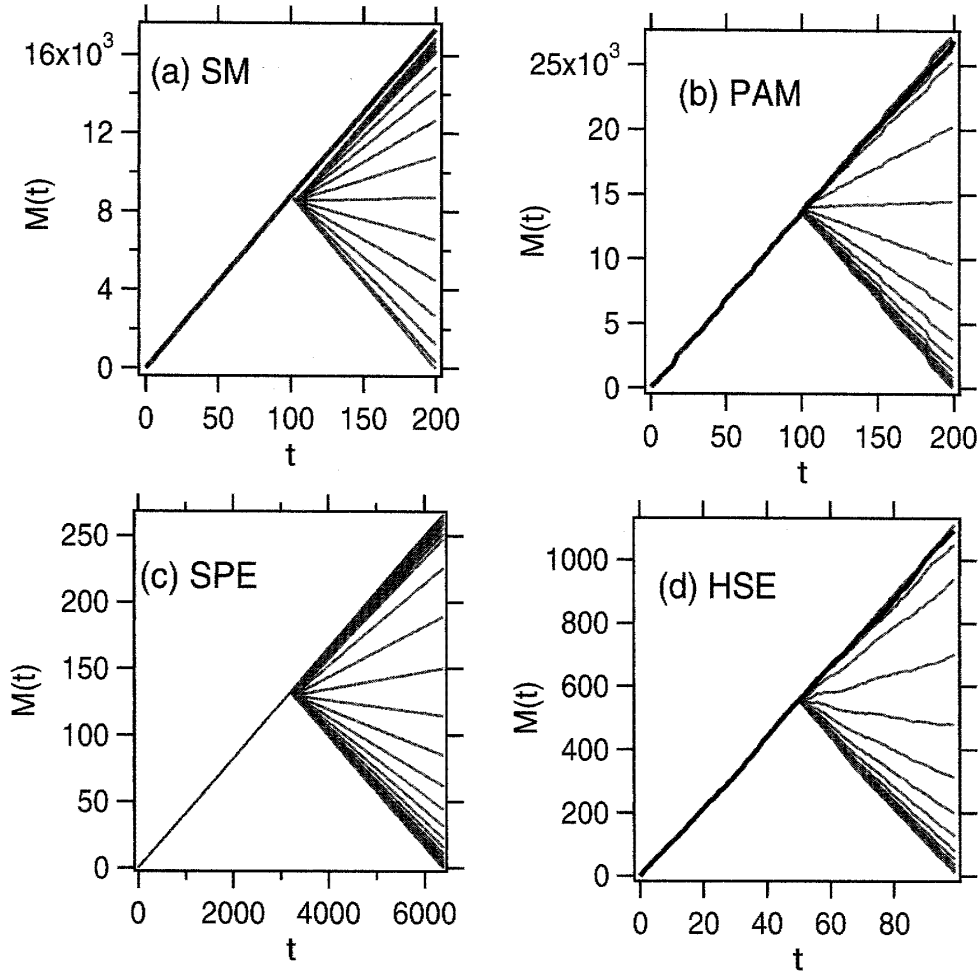 16x10³
(a) SM
12
M(t)
8
4
0
0 50 100 150 200
t
25x10³
(b) PAM
20
15
M(t)
10
5
0
0 50 100 150 200
t
250
(c) SPE
200
150
M(t)
100
50
0
0 2000 4000 6000
t
1000
(d) HSE
800
600
M(t)
400
200
0
0 20 40 60 80
t